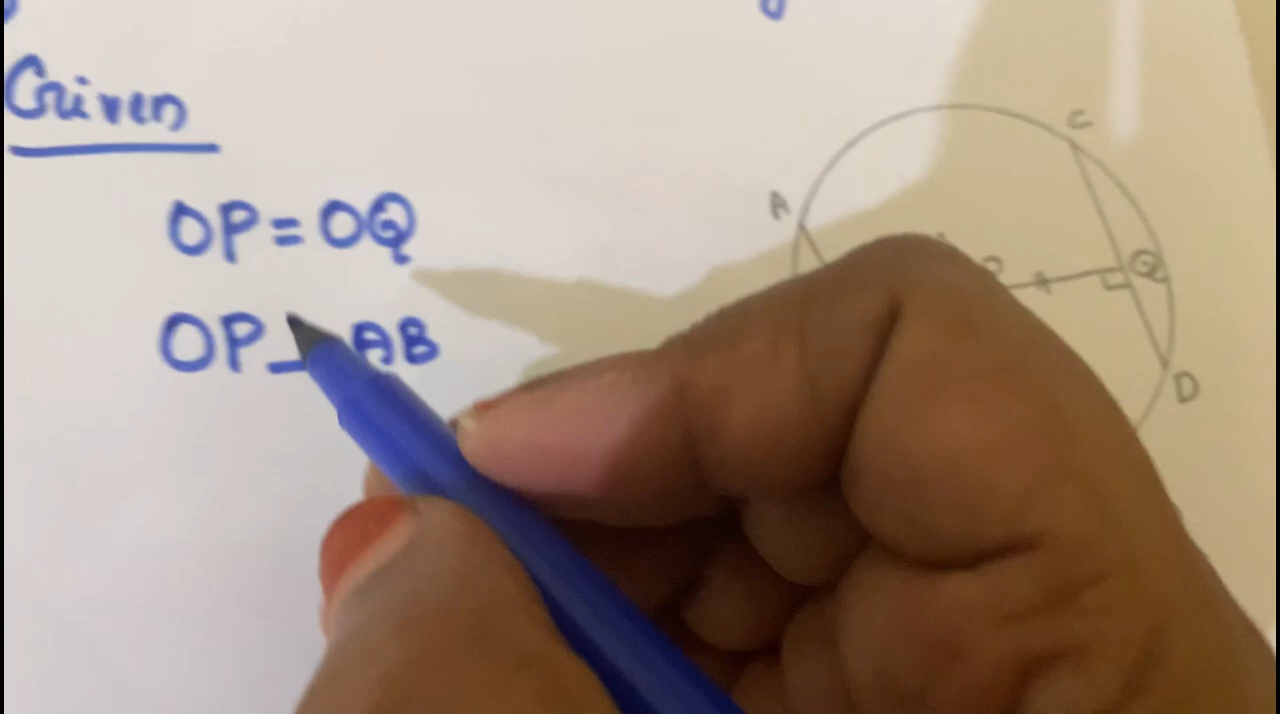 Given
OP = OQ
OP ⊥ AB
A
C
Q
D